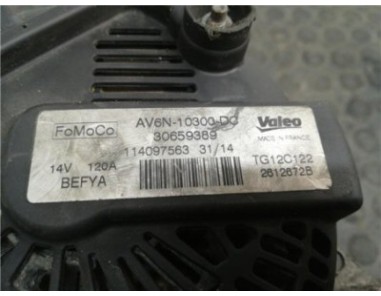 FoMoCo AV6N-10300-DC Valeo
30659389 MADE IN FRANCE
114097563 31/14
14V 120A TG12C122
BEFYA 2612672B